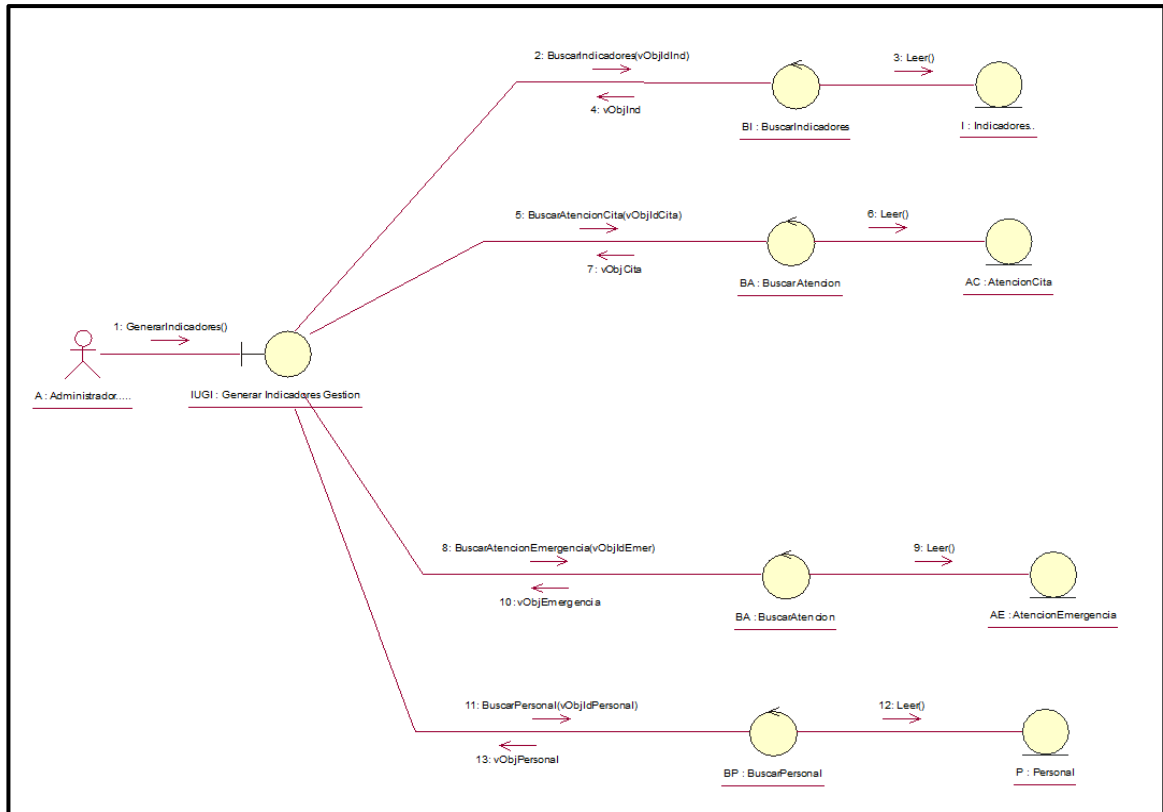 2: BuscarIndicadores(vObjIdInd)
3: Leer()
4: vObjInd
BI : BuscarIndicadores
I : Indicadores..
5: BuscarAtencionCita(vObjIdCita)
6: Leer()
7: vObjCita
BA : BuscarAtencion
AC : AtencionCita
1: GenerarIndicadores()
A : Administrador.....
IUGI : Generar Indicadores Gestion
8: BuscarAtencionEmergencia(vObjIdEmer)
9: Leer()
10: vObjEmergencia
BA : BuscarAtencion
AE : AtencionEmergencia
11: BuscarPersonal(vObjIdPersonal)
12: Leer()
13: vObjPersonal
BP : BuscarPersonal
P : Personal